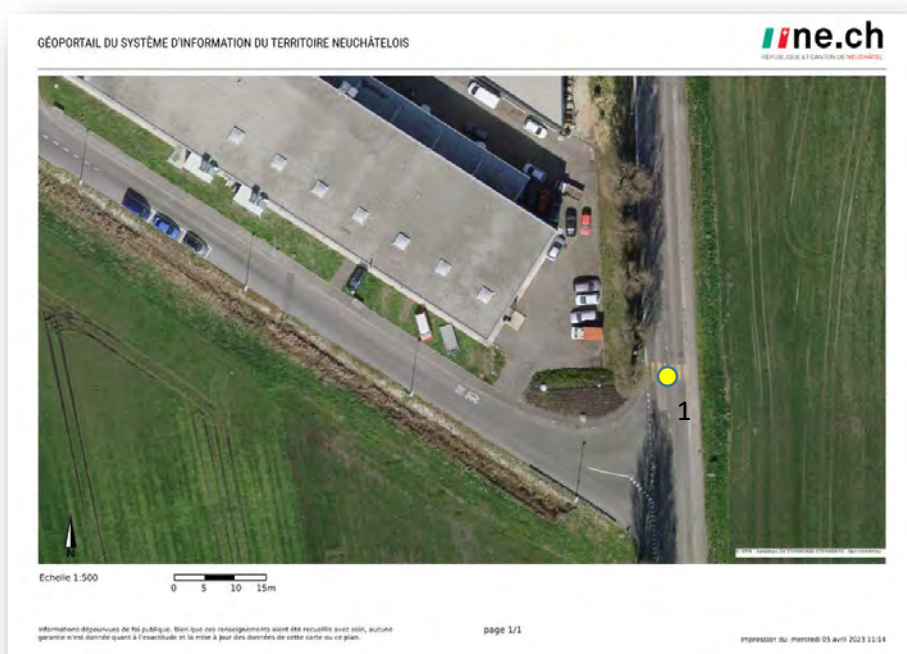 GÉOPORTAIL DU SYSTÈME D'INFORMATION DU TERRITOIRE NEUCHÂTELOIS
ne.ch
RÉPUBLIQUE ET CANTON DE NEUCHÂTEL
1
N
Echelle 1:500
0 5 10 15m
Informations dépourvues de foi publique. Bien que ces renseignements aient été recueillis avec soin, aucune
garantie n'est donnée quant à l'exactitude et la mise à jour des données de cette carte ou ce plan.
page 1/1
Impression du: mercredi 05 avril 2023 11:14